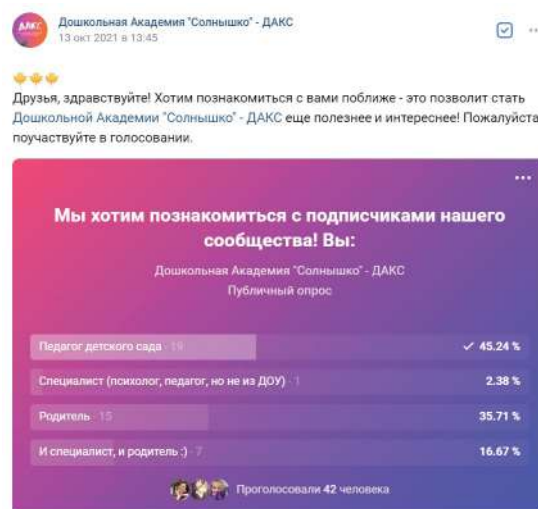 ДАКС
Дошкольная Академия "Солнышко" - ДАКС
13 окт 2021 в 13:45
Друзья, здравствуйте! Хотим познакомиться с вами поближе - это позволит стать
Дошкольной Академии "Солнышко" - ДАКС еще полезнее и интереснее! Пожалуйста
поучаствуйте в голосовании.
Мы хотим познакомиться с подписчиками нашего
сообщества! Вы:
Дошкольная Академия "Солнышко" - ДАКС
Публичный опрос
Педагог детского сада · 19 45.24 %
Специалист (психолог, педагог, но не из ДОУ) · 1 2.38 %
Родитель · 15 35.71 %
И специалист, и родитель :) · 7 16.67 %
Проголосовали 42 человека